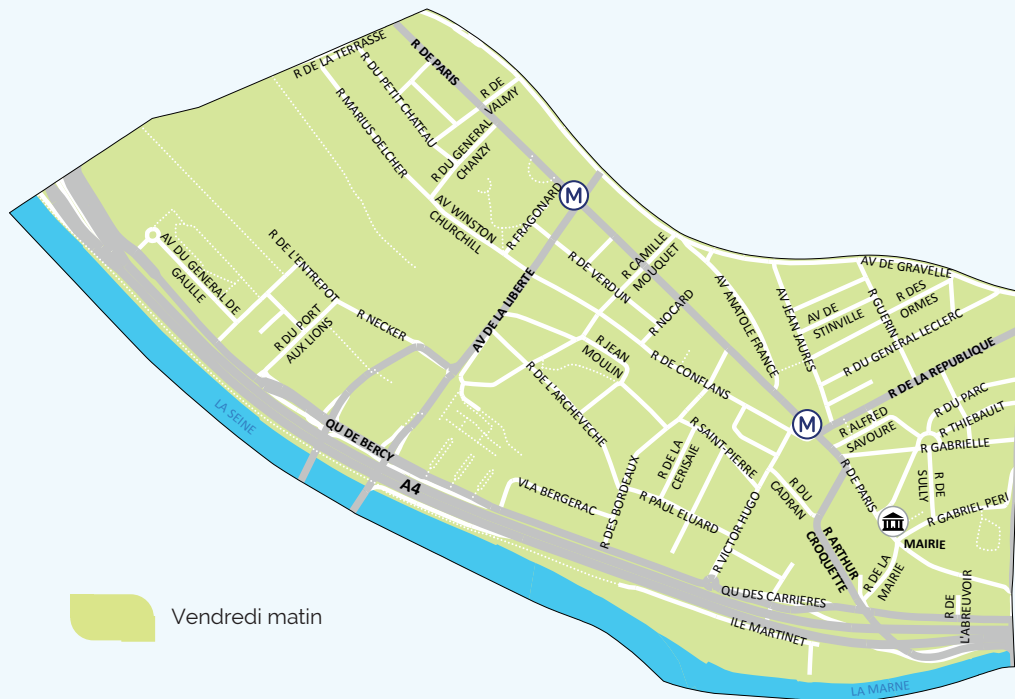 R DE LA TERRASSE
R DE PARIS
R DU PETIT CHATEAU
R DE
VALMY
R MARIUS DELCHER
R DU GENERAL
CHANZY
M
R FRAGONARD
AV WINSTON
CHURCHILL
AV DU GENERAL DE
GAULLE
R DE L'ENTREPOT
R DE VERDUN
R CAMILLE
MOUQUET
AV DE GRAVELLE
AV ANATOLE FRANCE
AV JEAN JAURES
AV DE
STINVILLE
R GUERIN
R DES
ORMES
R DU PORT
AUX LIONS
R NECKER
AV DE LA LIBERTE
R NOCARD
R DU GENERAL LECLERC
R JEAN
MOULIN
R DE CONFLANS
R DE LA REPUBLIQUE
R DE L'ARCHEVECHE
LA SEINE
QU DE BERCY
A4
M
R ALFRED
SAVOURE
R DU PARC
R THIEBAULT
R GABRIELLE
R SAINT-PIERRE
R DE LA
CERISAIE
R DES BORDEAUX
VLA BERGERAC
R PAUL ELUARD
R VICTOR HUGO
R DU
CADRAN
R DE PARIS
R DE
SULLY
R GABRIEL PERI
MAIRIE
R ARTHUR
CROQUETTE
R DE LA
MAIRIE
QU DES CARRIERES
R DE
L'ABREUVOIR
ILE MARTINET
LA MARNE
Vendredi matin